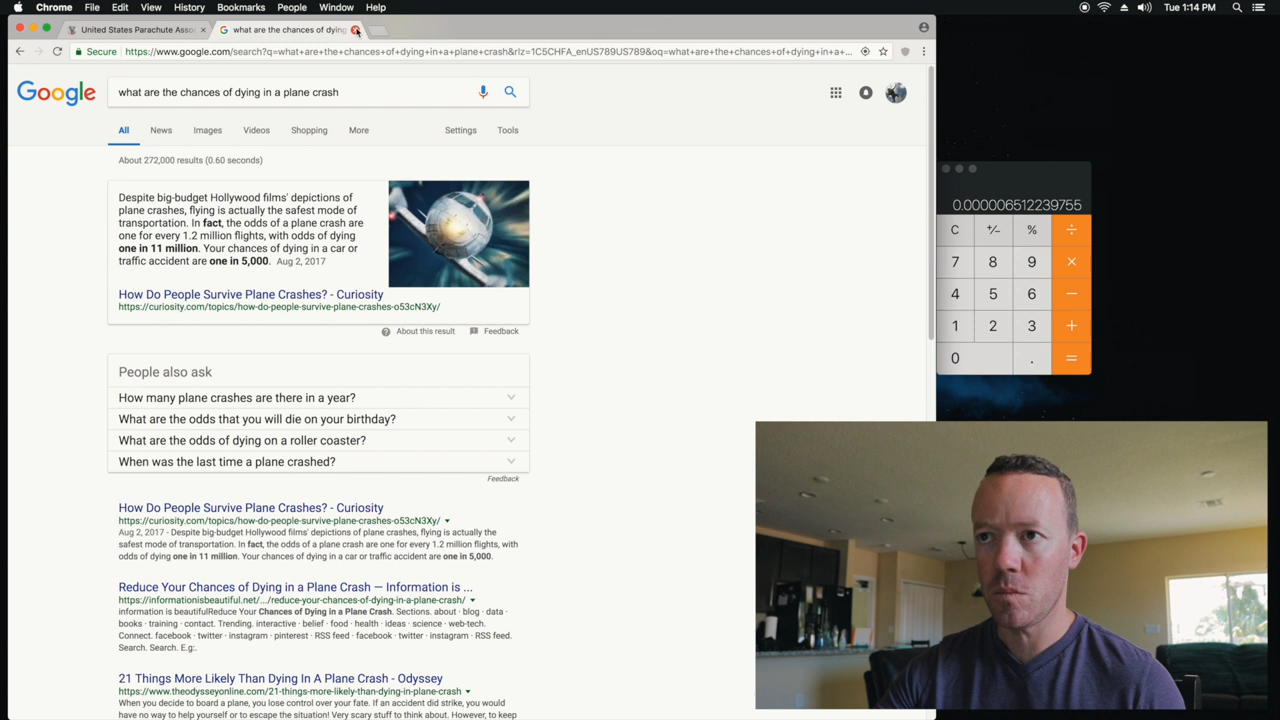 Chrome File Edit View History Bookmarks People Window Help Tue 1:14 PM
United States Parachute Asso
what are the chances of dying
Secure https://www.google.com/search?q=what+are+the+chances+of+dying+in+a+plane+crash&rlz=1C5CHFA_enUS789US789&oq=what+are+the+chances+of+dying+in+a+...
Google
what are the chances of dying in a plane crash
All News Images Videos Shopping More Settings Tools
About 272,000 results (0.60 seconds)
Despite big-budget Hollywood films' depictions of
plane crashes, flying is actually the safest mode of
transportation. In fact, the odds of a plane crash are
one for every 1.2 million flights, with odds of dying
one in 11 million. Your chances of dying in a car or
traffic accident are one in 5,000. Aug 2, 2017
How Do People Survive Plane Crashes? - Curiosity
https://curiosity.com/topics/how-do-people-survive-plane-crashes-o53cN3Xy/
About this result Feedback
People also ask
How many plane crashes are there in a year?
What are the odds that you will die on your birthday?
What are the odds of dying on a roller coaster?
When was the last time a plane crashed?
Feedback
How Do People Survive Plane Crashes? - Curiosity
https://curiosity.com/topics/how-do-people-survive-plane-crashes-o53cN3Xy/
Aug 2, 2017 - Despite big-budget Hollywood films' depictions of plane crashes, flying is actually the
safest mode of transportation. In fact, the odds of a plane crash are one for every 1.2 million flights, with
odds of dying one in 11 million. Your chances of dying in a car or traffic accident are one in 5,000.
Reduce Your Chances of Dying in a Plane Crash — Information is ...
https://informationisbeautiful.net/.../reduce-your-chances-of-dying-in-a-plane-crash/
information is beautifulReduce Your Chances of Dying in a Plane Crash. Sections. about · blog · data ·
books · training · contact. Trending. interactive · belief · food · health · ideas · science · web-tech.
Connect. facebook · twitter · instagram · pinterest · RSS feed · facebook · twitter · instagram · RSS feed.
Search. Search. E.g:.
21 Things More Likely Than Dying In A Plane Crash - Odyssey
https://www.theodysseyonline.com/21-things-more-likely-than-dying-in-plane-crash
When you decide to board a plane, you lose control over your fate. If an accident did strike, you would
have no way to help yourself or to escape the situation! Very scary stuff to think about. However, to keep
0.000006512239755
C +/- % ÷
7 8 9 ×
4 5 6 −
1 2 3 +
0 . =